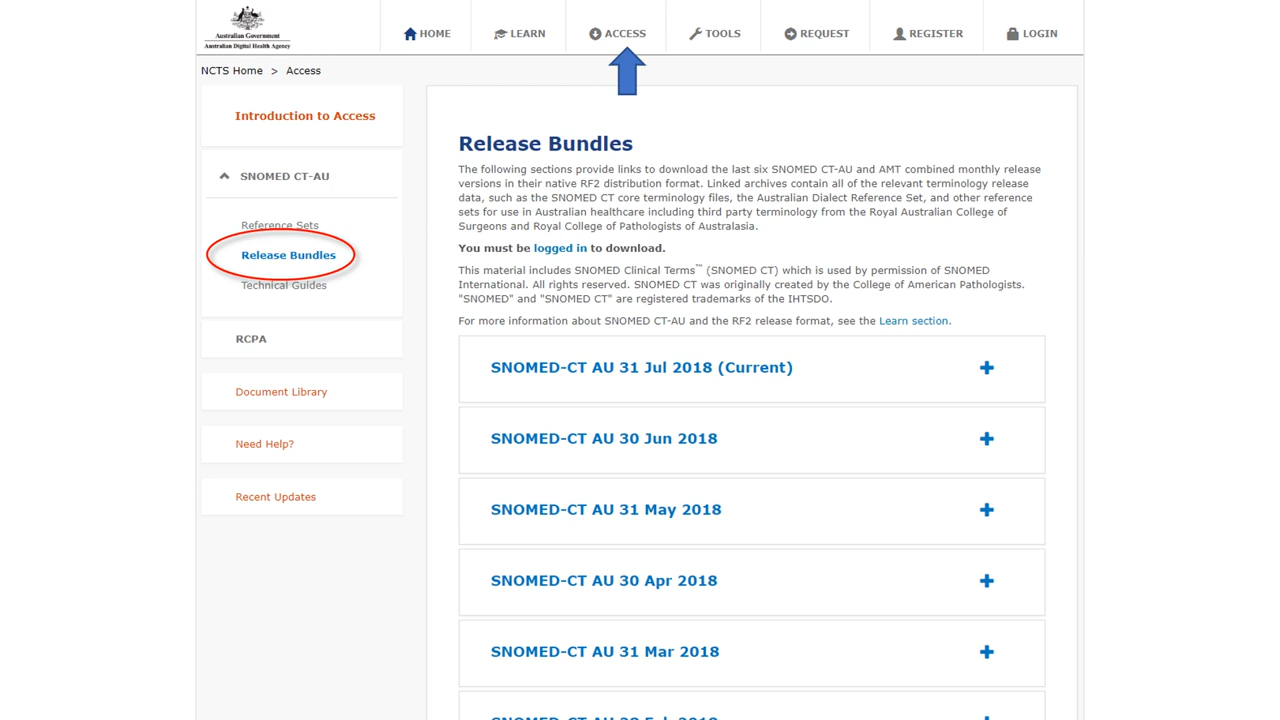 Australian Government
Australian Digital Health Agency
HOME
LEARN
ACCESS
TOOLS
REQUEST
REGISTER
LOGIN
NCTS Home > Access
Introduction to Access
SNOMED CT-AU
Reference Sets
Release Bundles
Technical Guides
RCPA
Document Library
Need Help?
Recent Updates
Release Bundles
The following sections provide links to download the last six SNOMED CT-AU and AMT combined monthly release
versions in their native RF2 distribution format. Linked archives contain all of the relevant terminology release
data, such as the SNOMED CT core terminology files, the Australian Dialect Reference Set, and other reference
sets for use in Australian healthcare including third party terminology from the Royal Australian College of
Surgeons and Royal College of Pathologists of Australasia.
You must be logged in to download.
This material includes SNOMED Clinical Terms™ (SNOMED CT) which is used by permission of SNOMED
International. All rights reserved. SNOMED CT was originally created by the College of American Pathologists.
"SNOMED" and "SNOMED CT" are registered trademarks of the IHTSDO.
For more information about SNOMED CT-AU and the RF2 release format, see the Learn section.
SNOMED-CT AU 31 Jul 2018 (Current)
SNOMED-CT AU 30 Jun 2018
SNOMED-CT AU 31 May 2018
SNOMED-CT AU 30 Apr 2018
SNOMED-CT AU 31 Mar 2018
SNOMED-CT AU 28 Feb 2018